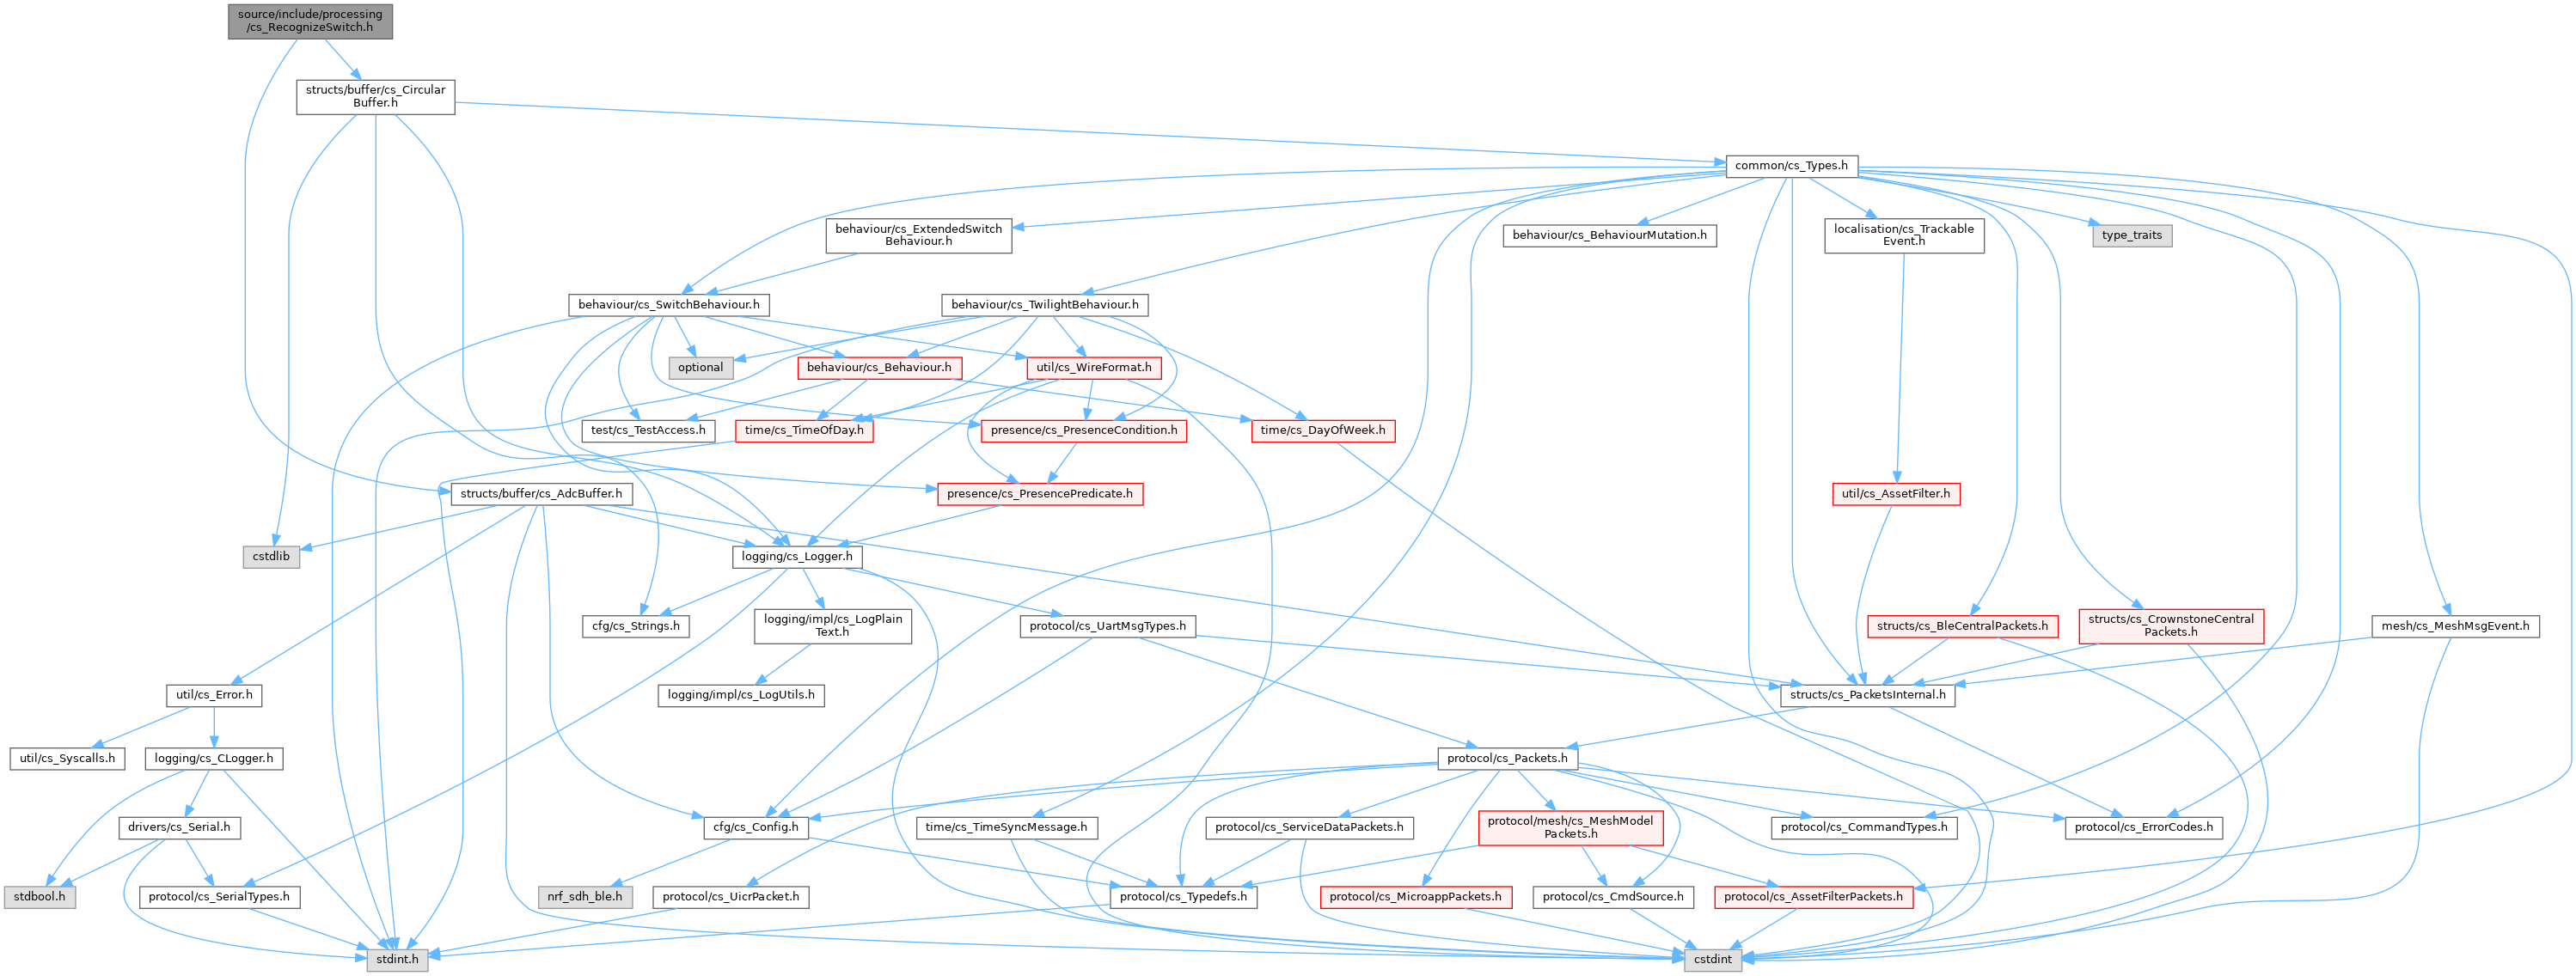 source/include/processing
/cs_RecognizeSwitch.h
structs/buffer/cs_Circular
Buffer.h
common/cs_Types.h
behaviour/cs_ExtendedSwitch
Behaviour.h
behaviour/cs_BehaviourMutation.h
localisation/cs_Trackable
Event.h
type_traits
behaviour/cs_SwitchBehaviour.h
behaviour/cs_TwilightBehaviour.h
optional
behaviour/cs_Behaviour.h
util/cs_WireFormat.h
test/cs_TestAccess.h
time/cs_TimeOfDay.h
presence/cs_PresenceCondition.h
time/cs_DayOfWeek.h
structs/buffer/cs_AdcBuffer.h
presence/cs_PresencePredicate.h
util/cs_AssetFilter.h
cstdlib
logging/cs_Logger.h
cfg/cs_Strings.h
logging/impl/cs_LogPlain
Text.h
protocol/cs_UartMsgTypes.h
structs/cs_BleCentralPackets.h
structs/cs_CrownstoneCentral
Packets.h
mesh/cs_MeshMsgEvent.h
util/cs_Error.h
logging/impl/cs_LogUtils.h
structs/cs_PacketsInternal.h
util/cs_Syscalls.h
logging/cs_CLogger.h
protocol/cs_Packets.h
drivers/cs_Serial.h
cfg/cs_Config.h
time/cs_TimeSyncMessage.h
protocol/cs_ServiceDataPackets.h
protocol/mesh/cs_MeshModel
Packets.h
protocol/cs_CommandTypes.h
protocol/cs_ErrorCodes.h
stdbool.h
protocol/cs_SerialTypes.h
nrf_sdh_ble.h
protocol/cs_UicrPacket.h
protocol/cs_Typedefs.h
protocol/cs_MicroappPackets.h
protocol/cs_CmdSource.h
protocol/cs_AssetFilterPackets.h
stdint.h
cstdint